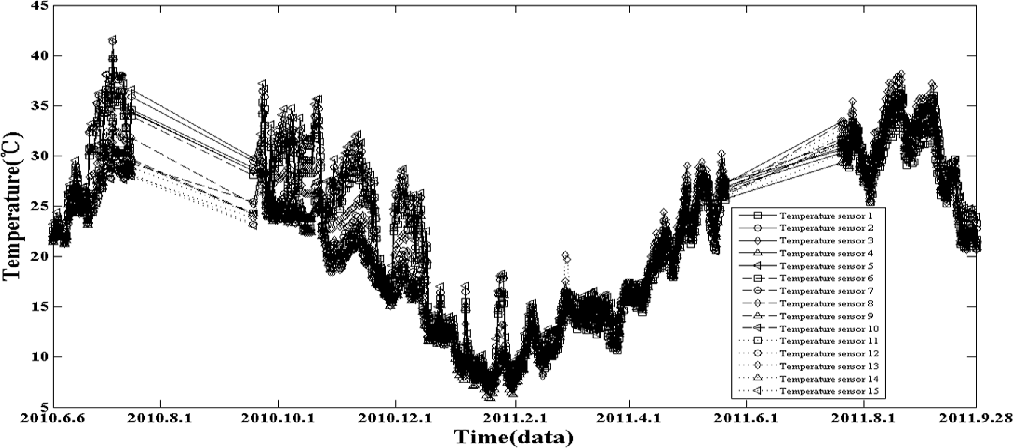 45
40
35
30
25
20
15
10
5
Temperature(℃)
2010.6.6 2010.8.1 2010.10.1 2010.12.1 2011.2.1 2011.4.1 2011.6.1 2011.8.1 2011.9.28
Time(data)
Temperature sensor 1
Temperature sensor 2
Temperature sensor 3
Temperature sensor 4
Temperature sensor 5
Temperature sensor 6
Temperature sensor 7
Temperature sensor 8
Temperature sensor 9
Temperature sensor 10
Temperature sensor 11
Temperature sensor 12
Temperature sensor 13
Temperature sensor 14
Temperature sensor 15